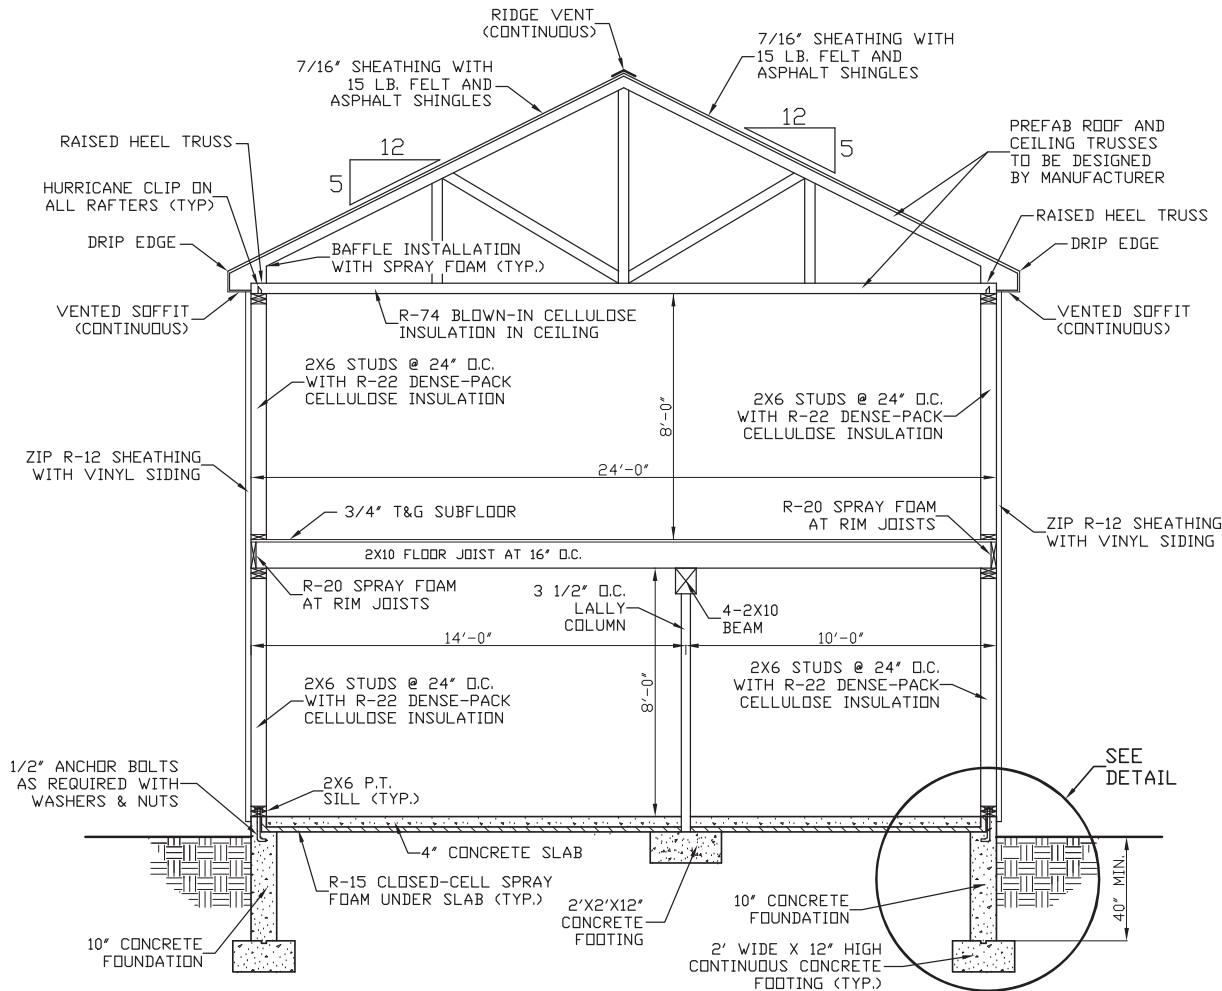 RIDGE VENT
(CONTINUOUS)
7/16" SHEATHING WITH
15 LB. FELT AND
ASPHALT SHINGLES
7/16" SHEATHING WITH
15 LB. FELT AND
ASPHALT SHINGLES
12
5
12
5
RAISED HEEL TRUSS
HURRICANE CLIP ON
ALL RAFTERS (TYP)
DRIP EDGE
VENTED SOFFIT
(CONTINUOUS)
PREFAB ROOF AND
CEILING TRUSSES
TO BE DESIGNED
BY MANUFACTURER
RAISED HEEL TRUSS
DRIP EDGE
VENTED SOFFIT
(CONTINUOUS)
BAFFLE INSTALLATION
WITH SPRAY FOAM (TYP.)
R-74 BLOWN-IN CELLULOSE
INSULATION IN CEILING
2X6 STUDS @ 24" O.C.
WITH R-22 DENSE-PACK
CELLULOSE INSULATION
2X6 STUDS @ 24" O.C.
WITH R-22 DENSE-PACK
CELLULOSE INSULATION
8'-0"
24'-0"
ZIP R-12 SHEATHING
WITH VINYL SIDING
3/4" T&G SUBFLOOR
R-20 SPRAY FOAM
AT RIM JOISTS
ZIP R-12 SHEATHING
WITH VINYL SIDING
2X10 FLOOR JOIST AT 16" O.C.
R-20 SPRAY FOAM
AT RIM JOISTS
3 1/2" O.C.
LALLY
COLUMN
4-2X10
BEAM
14'-0"
10'-0"
8'-0"
2X6 STUDS @ 24" O.C.
WITH R-22 DENSE-PACK
CELLULOSE INSULATION
2X6 STUDS @ 24" O.C.
WITH R-22 DENSE-PACK
CELLULOSE INSULATION
1/2" ANCHOR BOLTS
AS REQUIRED WITH
WASHERS & NUTS
2X6 P.T.
SILL (TYP.)
SEE
DETAIL
4" CONCRETE SLAB
R-15 CLOSED-CELL SPRAY
FOAM UNDER SLAB (TYP.)
2'X2'X12"
CONCRETE
FOOTING
10" CONCRETE
FOUNDATION
40" MIN.
10" CONCRETE
FOUNDATION
2' WIDE X 12" HIGH
CONTINUOUS CONCRETE
FOOTING (TYP.)